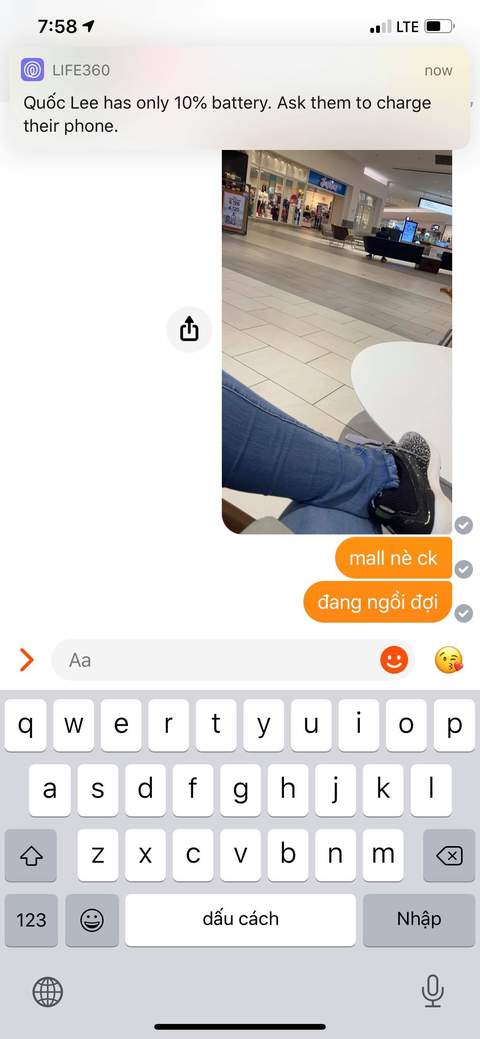 7:58
LTE
LIFE360
now
Quốc Lee has only 10% battery. Ask them to charge
their phone.
mall nè ck
đang ngồi đợi
Aa
q w e r t y u i o p
a s d f g h j k l
z x c v b n m
123
dấu cách
Nhập